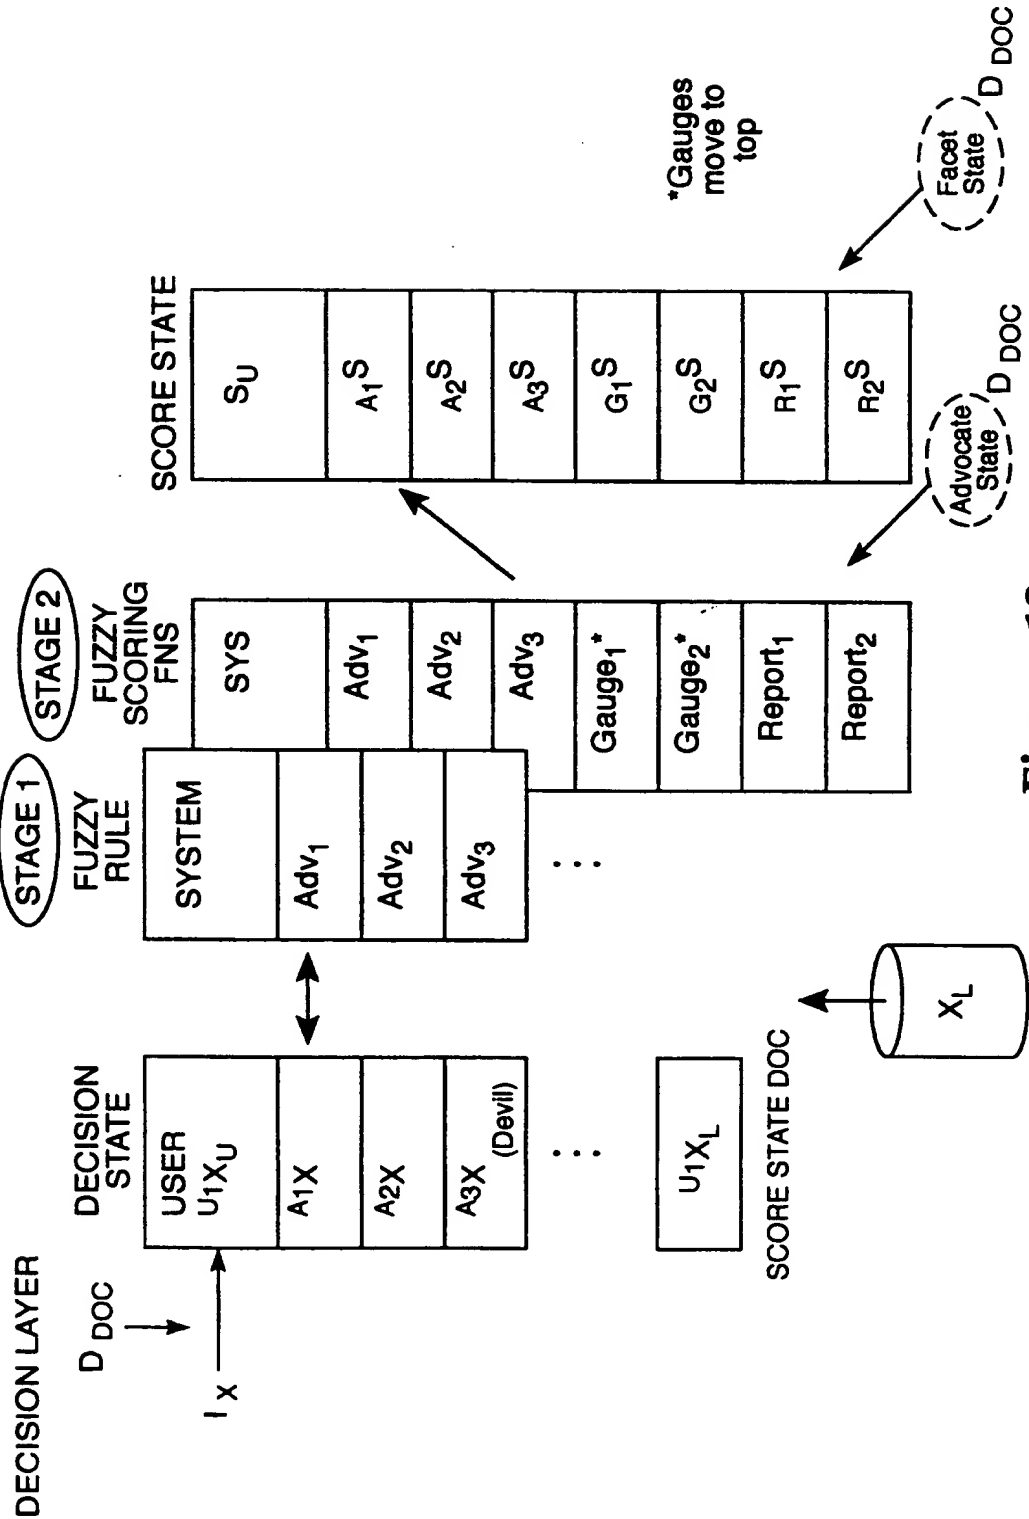 DECISION LAYER
D DOC
I X
DECISION
STATE
USER
U1XU
A1X
A2X
A3X
(Devil)
...
U1XL
SCORE STATE DOC
XL
STAGE 1
FUZZY
RULE
SYSTEM
Adv1
Adv2
Adv3
...
STAGE 2
FUZZY
SCORING
FNS
SYS
Adv1
Adv2
Adv3
Gauge1*
Gauge2*
Report1
Report2
SCORE STATE
SU
A1S
A2S
A3S
G1S
G2S
R1S
R2S
Advocate
State
D DOC
*Gauges
move to
top
Facet
State
D DOC